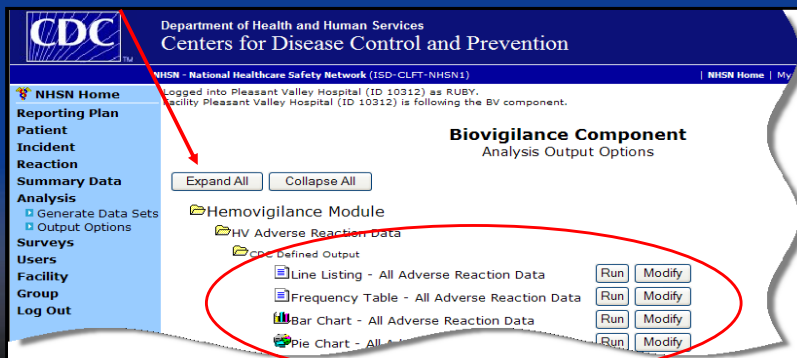 CDC
TM
Department of Health and Human Services
Centers for Disease Control and Prevention
NHSN - National Healthcare Safety Network (ISD-CLFT-NHSN1) | NHSN Home | My
NHSN Home
Logged into Pleasant Valley Hospital (ID 10312) as RUBY.
Facility Pleasant Valley Hospital (ID 10312) is following the BV component.
Reporting Plan
Patient
Incident
Reaction
Summary Data
Analysis
Generate Data Sets
Output Options
Surveys
Users
Facility
Group
Log Out
Biovigilance Component
Analysis Output Options
Expand All Collapse All
Hemovigilance Module
HV Adverse Reaction Data
CDC Defined Output
Line Listing - All Adverse Reaction Data Run Modify
Frequency Table - All Adverse Reaction Data Run Modify
Bar Chart - All Adverse Reaction Data Run Modify
Pie Chart - All Run Modify